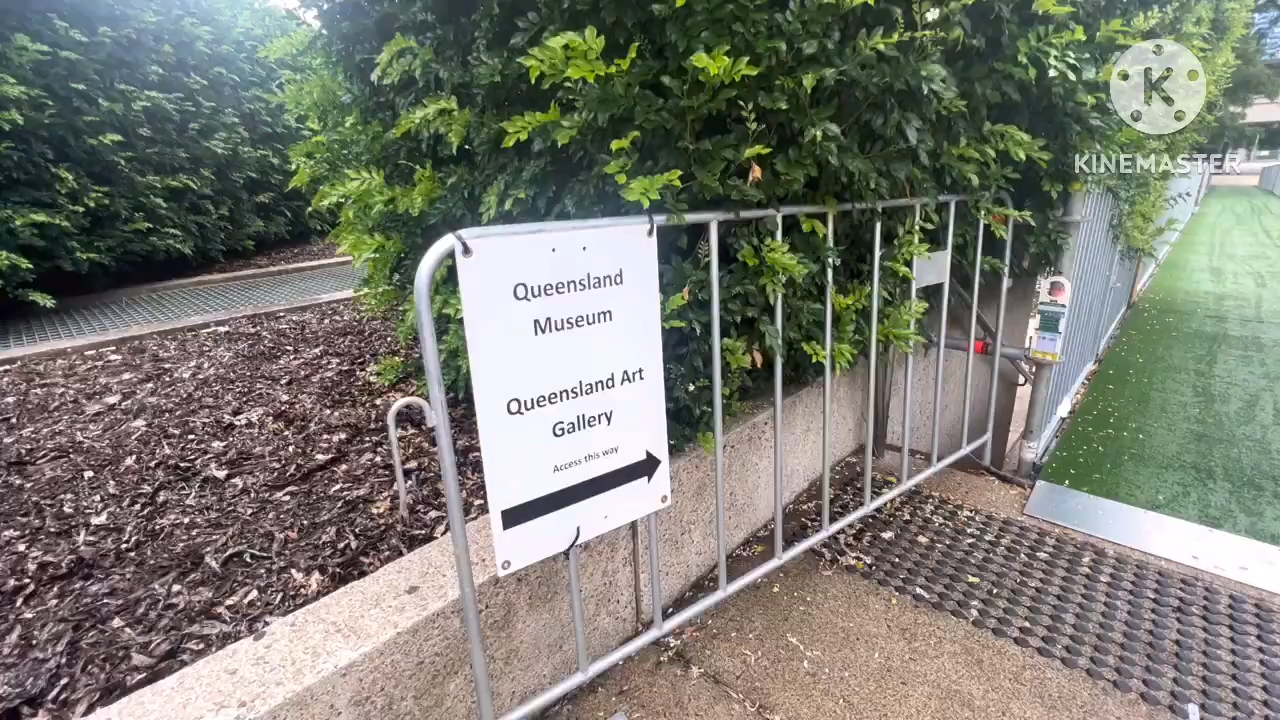 Queensland
Museum
Queensland Art
Gallery
Access this way
K
KINEMASTER